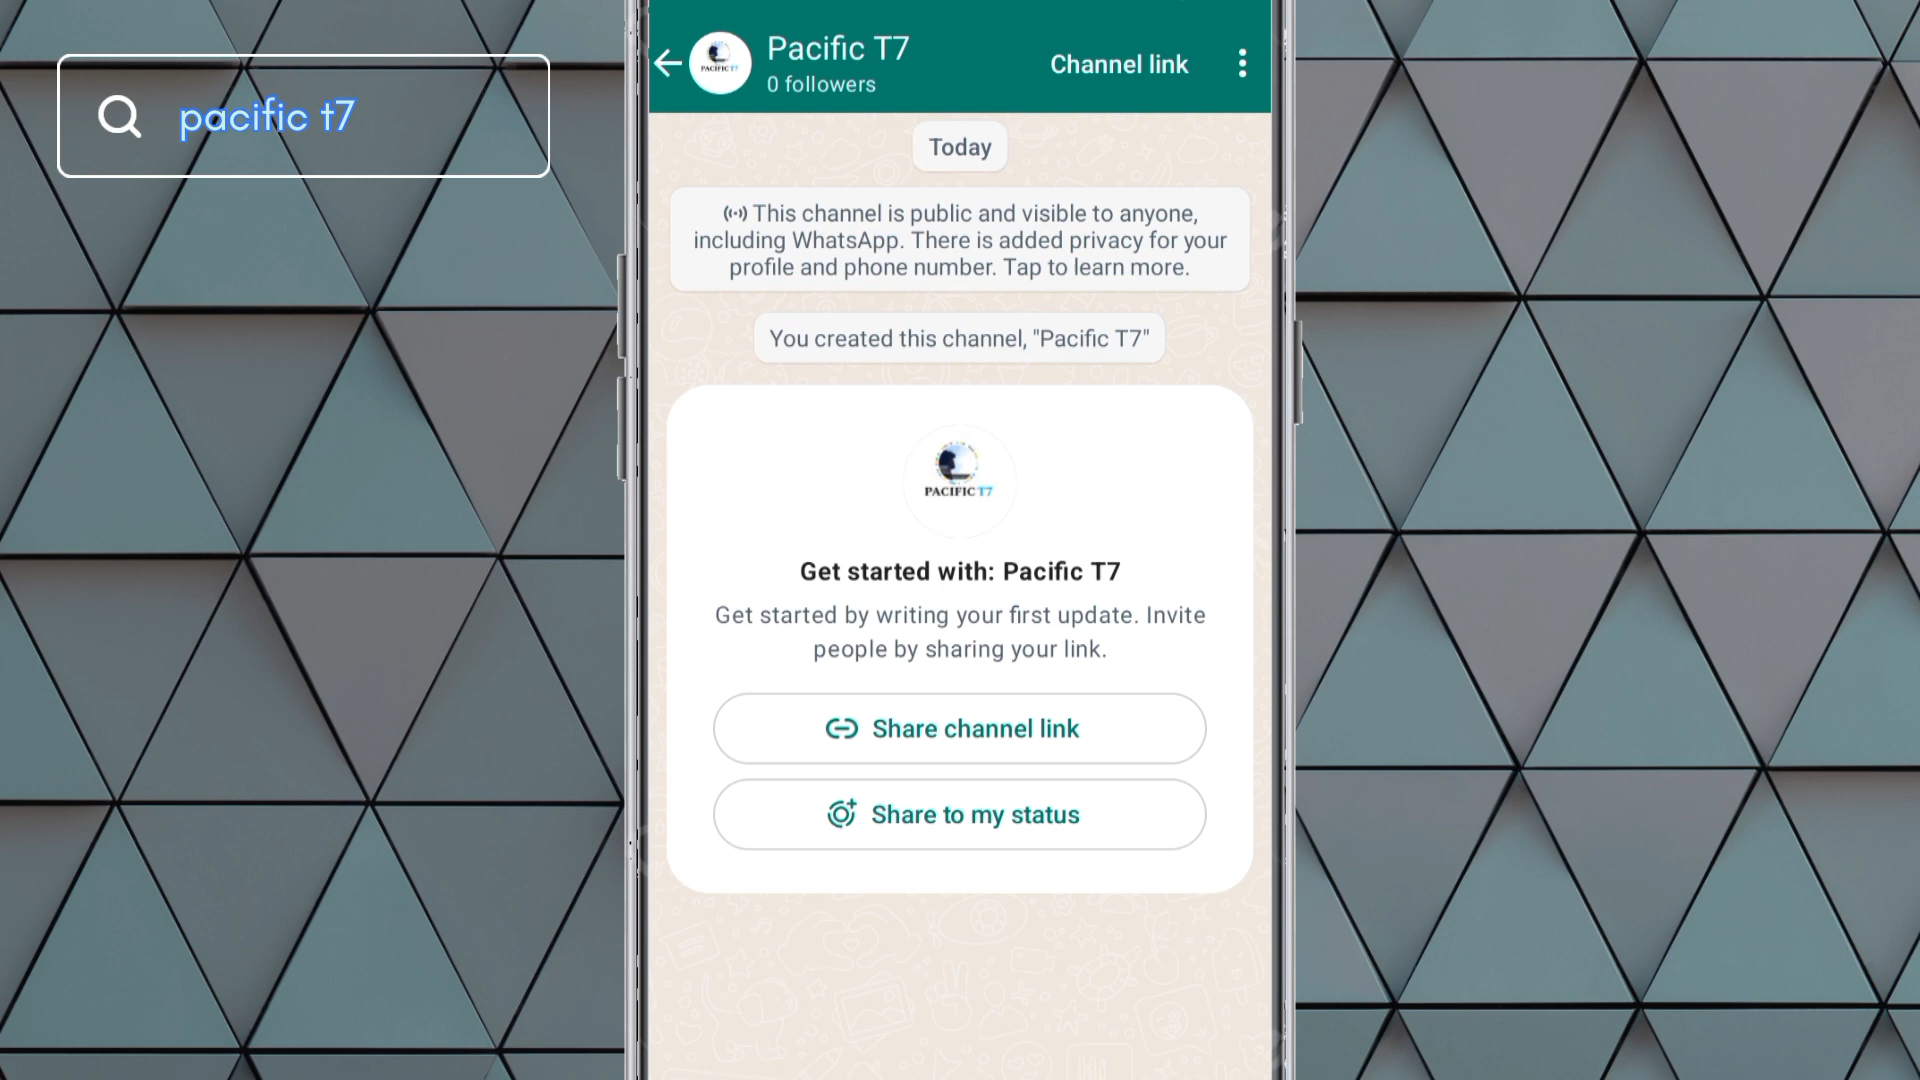 pacific t7
Pacific T7
0 followers
Channel link
PACIFIC T7
Today
This channel is public and visible to anyone,
including WhatsApp. There is added privacy for your
profile and phone number. Tap to learn more.
You created this channel, "Pacific T7"
PACIFIC T7
Get started with: Pacific T7
Get started by writing your first update. Invite
people by sharing your link.
Share channel link
Share to my status